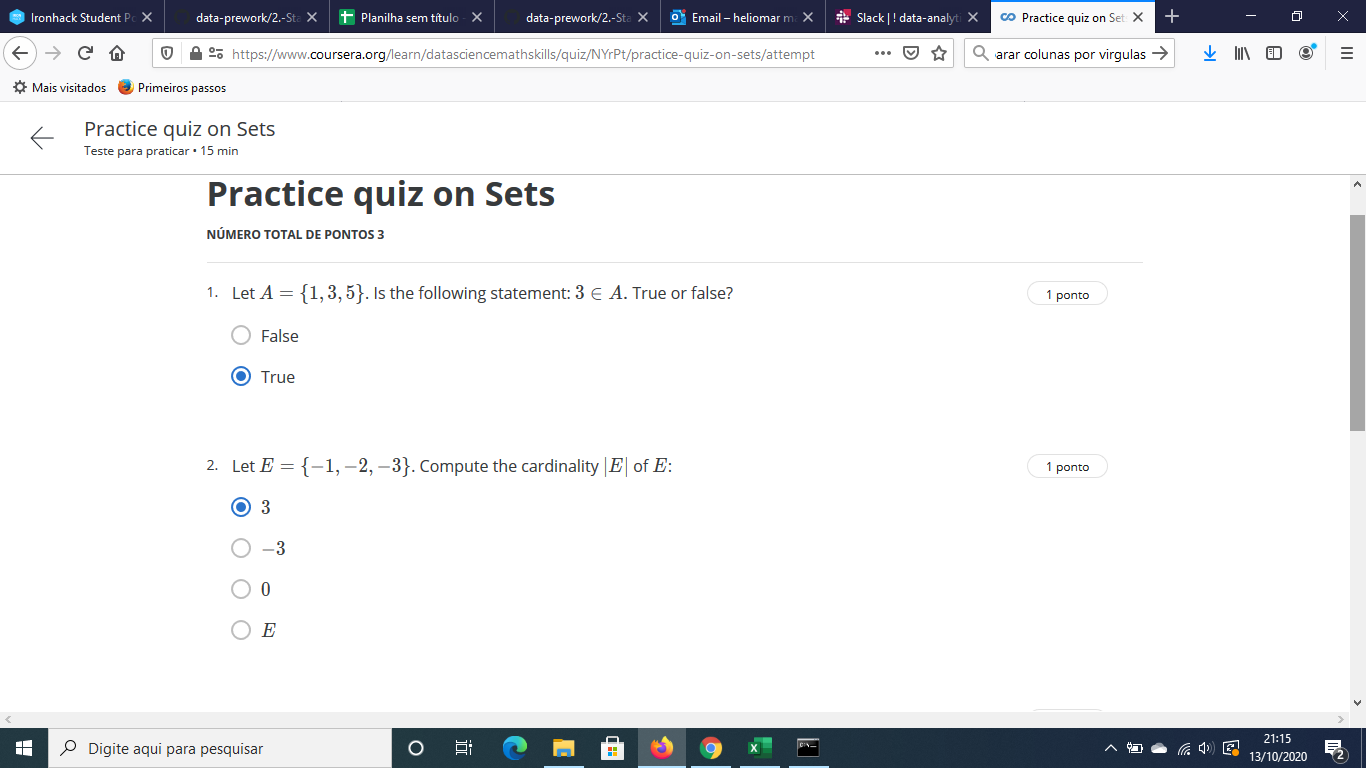 Ironhack Student Po
data-prework/2.-Sta
Planilha sem título -
data-prework/2.-Sta
Email – heliomar m
Slack | ! data-analyti
Practice quiz on Set
https://www.coursera.org/learn/datasciencemathskills/quiz/NYrPt/practice-quiz-on-sets/attempt
arar colunas por virgulas
Mais visitados
Primeiros passos
Practice quiz on Sets
Teste para praticar • 15 min
Practice quiz on Sets
NÚMERO TOTAL DE PONTOS 3
1. Let A = {1, 3, 5}. Is the following statement: 3 ∈ A. True or false?
1 ponto
False
True
2. Let E = {−1, −2, −3}. Compute the cardinality |E| of E:
1 ponto
3
−3
0
E
Digite aqui para pesquisar
21:15
13/10/2020
2